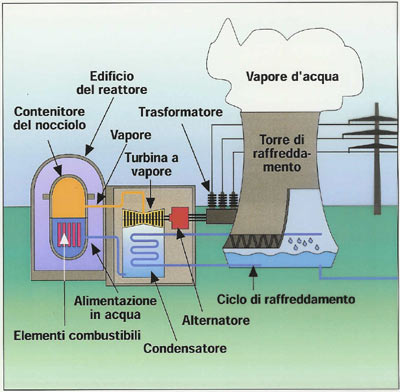 Edificio
del reattore
Contenitore
del nocciolo
Vapore
Turbina a
vapore
Trasformatore
Vapore d'acqua
Torre di
raffredda-
mento
Elementi combustibili
Alimentazione
in acqua
Condensatore
Alternatore
Ciclo di raffreddamento